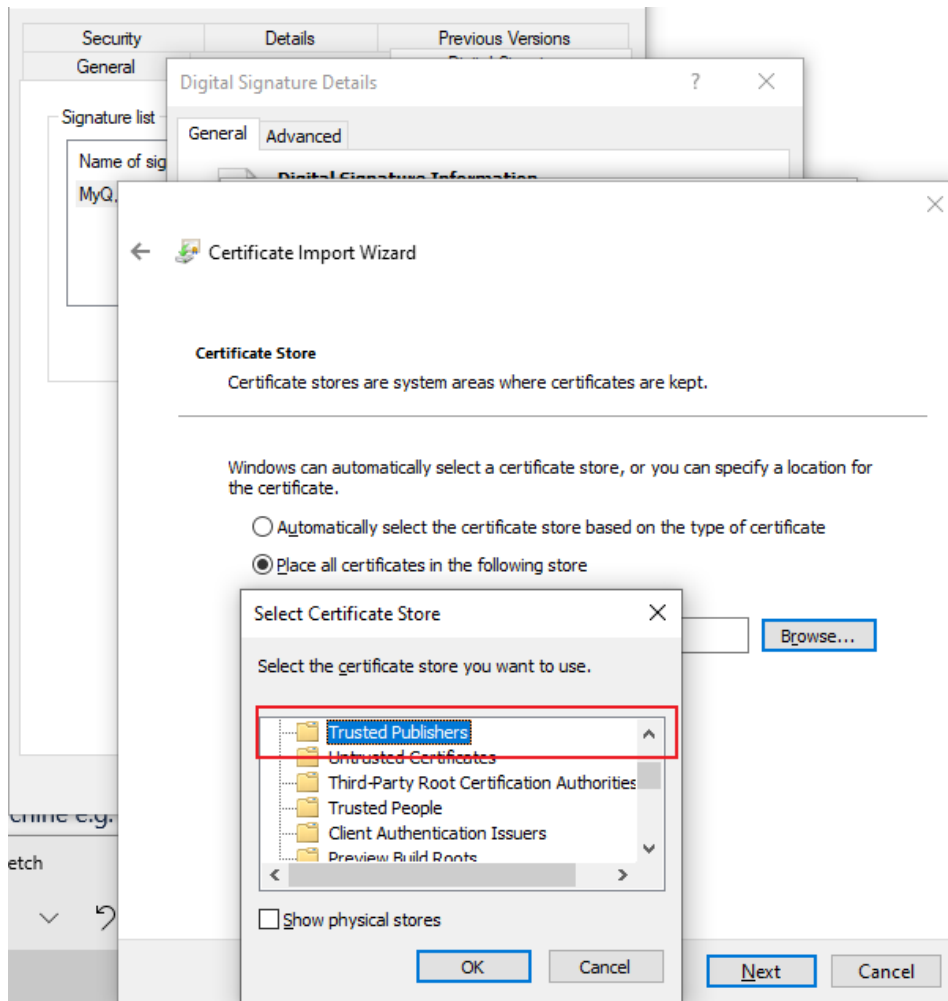 Security Details Previous Versions
General
Digital Signature Details ?
Signature list
General Advanced
Name of sig
Digital Signature Information
MyQ,
Certificate Import Wizard
Certificate Store
Certificate stores are system areas where certificates are kept.
Windows can automatically select a certificate store, or you can specify a location for
the certificate.
Automatically select the certificate store based on the type of certificate
Place all certificates in the following store
Select Certificate Store
Browse...
Select the certificate store you want to use.
Trusted Publishers
Untrusted Certificates
Third-Party Root Certification Authorities
Trusted People
chine e.g.
Client Authentication Issuers
Preview Build Roots
etch
Show physical stores
OK Cancel
Next Cancel